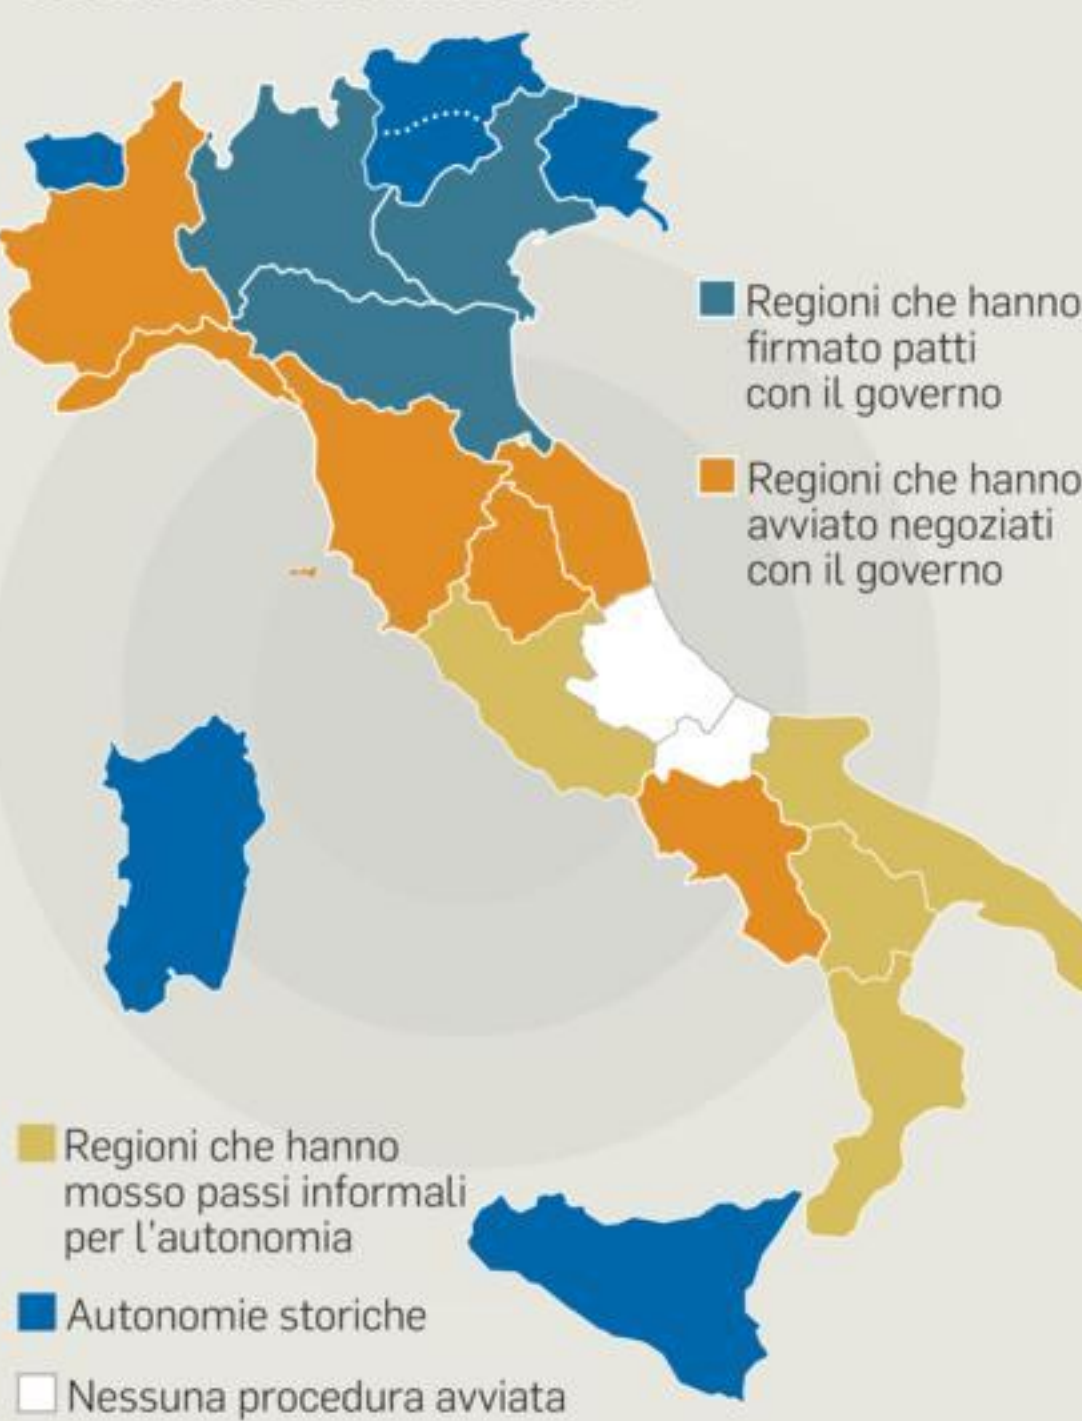 Regioni che hanno
firmato patti
con il governo
Regioni che hanno
avviato negoziati
con il governo
Regioni che hanno
mosso passi informali
per l'autonomia
Autonomie storiche
Nessuna procedura avviata